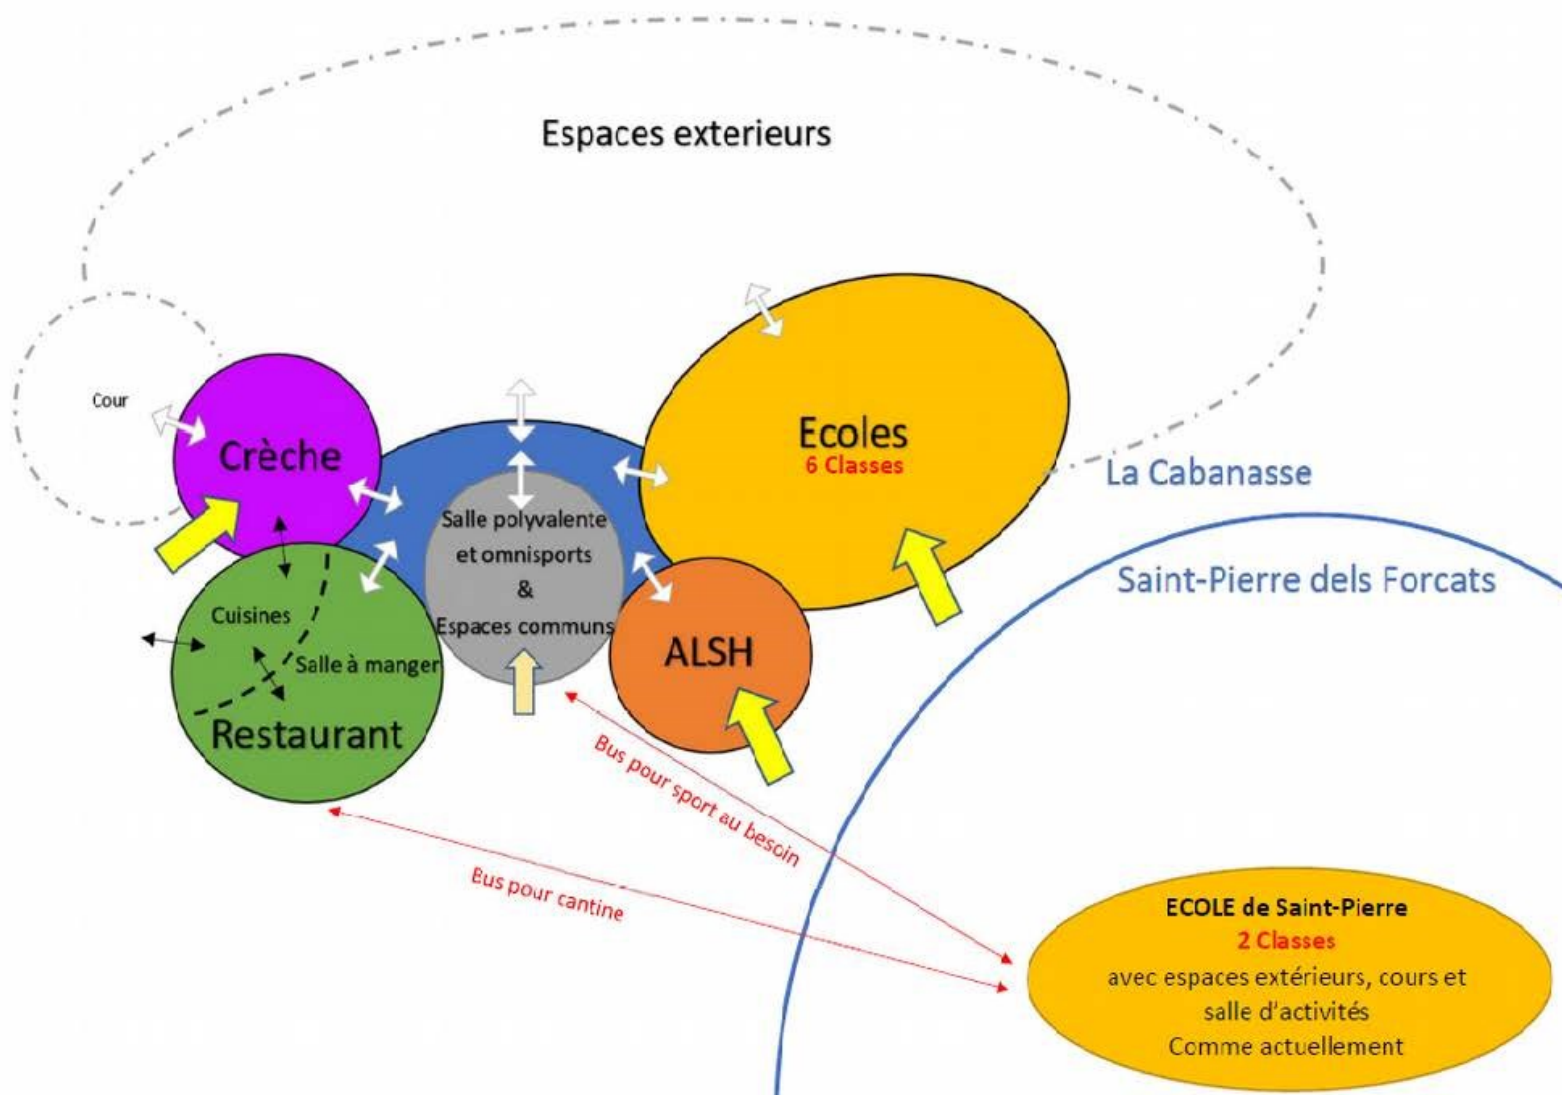 Espaces exterieurs
Cour
Crèche
Ecoles
6 Classes
La Cabanasse
Salle polyvalente
et omnisports
&
Espaces communs
Saint-Pierre dels Forcats
Cuisines
Salle à manger
Restaurant
ALSH
Bus pour sport au besoin
Bus pour cantine
ECOLE de Saint-Pierre
2 Classes
avec espaces extérieurs, cours et
salle d'activités
Comme actuellement